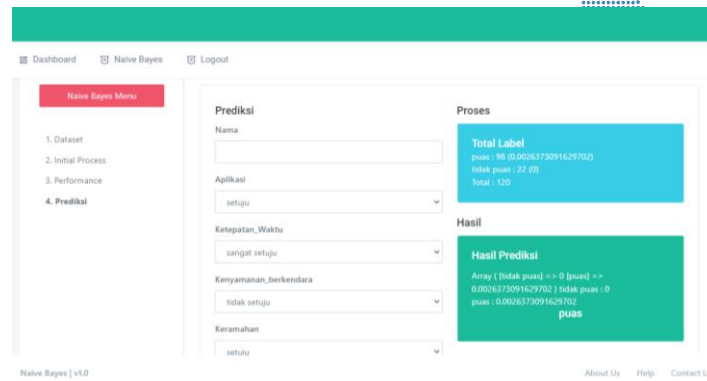 Dashboard
Naive Bayes
Logout
Naive Bayes Menu
1. Dataset
2. Initial Process
3. Performance
4. Prediksi
Prediksi
Nama
Aplikasi
setuju
Ketepatan_Waktu
sangat setuju
Kenyamanan_berkendara
tidak setuju
Keramahan
setuju
Proses
Total Label
puas : 98 (0.0026373091629702)
tidak puas : 22 (0)
Total : 120
Hasil
Hasil Prediksi
Array ( [tidak puas] => 0 [puas] =>
0.0026373091629702 ) tidak puas : 0
puas : 0.0026373091629702
puas
Naive Bayes | v1.0
About Us
Help
Contact U